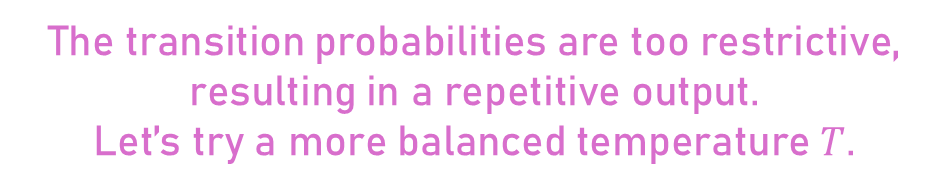 The transition probabilities are too restrictive,
resulting in a repetitive output.
Let’s try a more balanced temperature T.